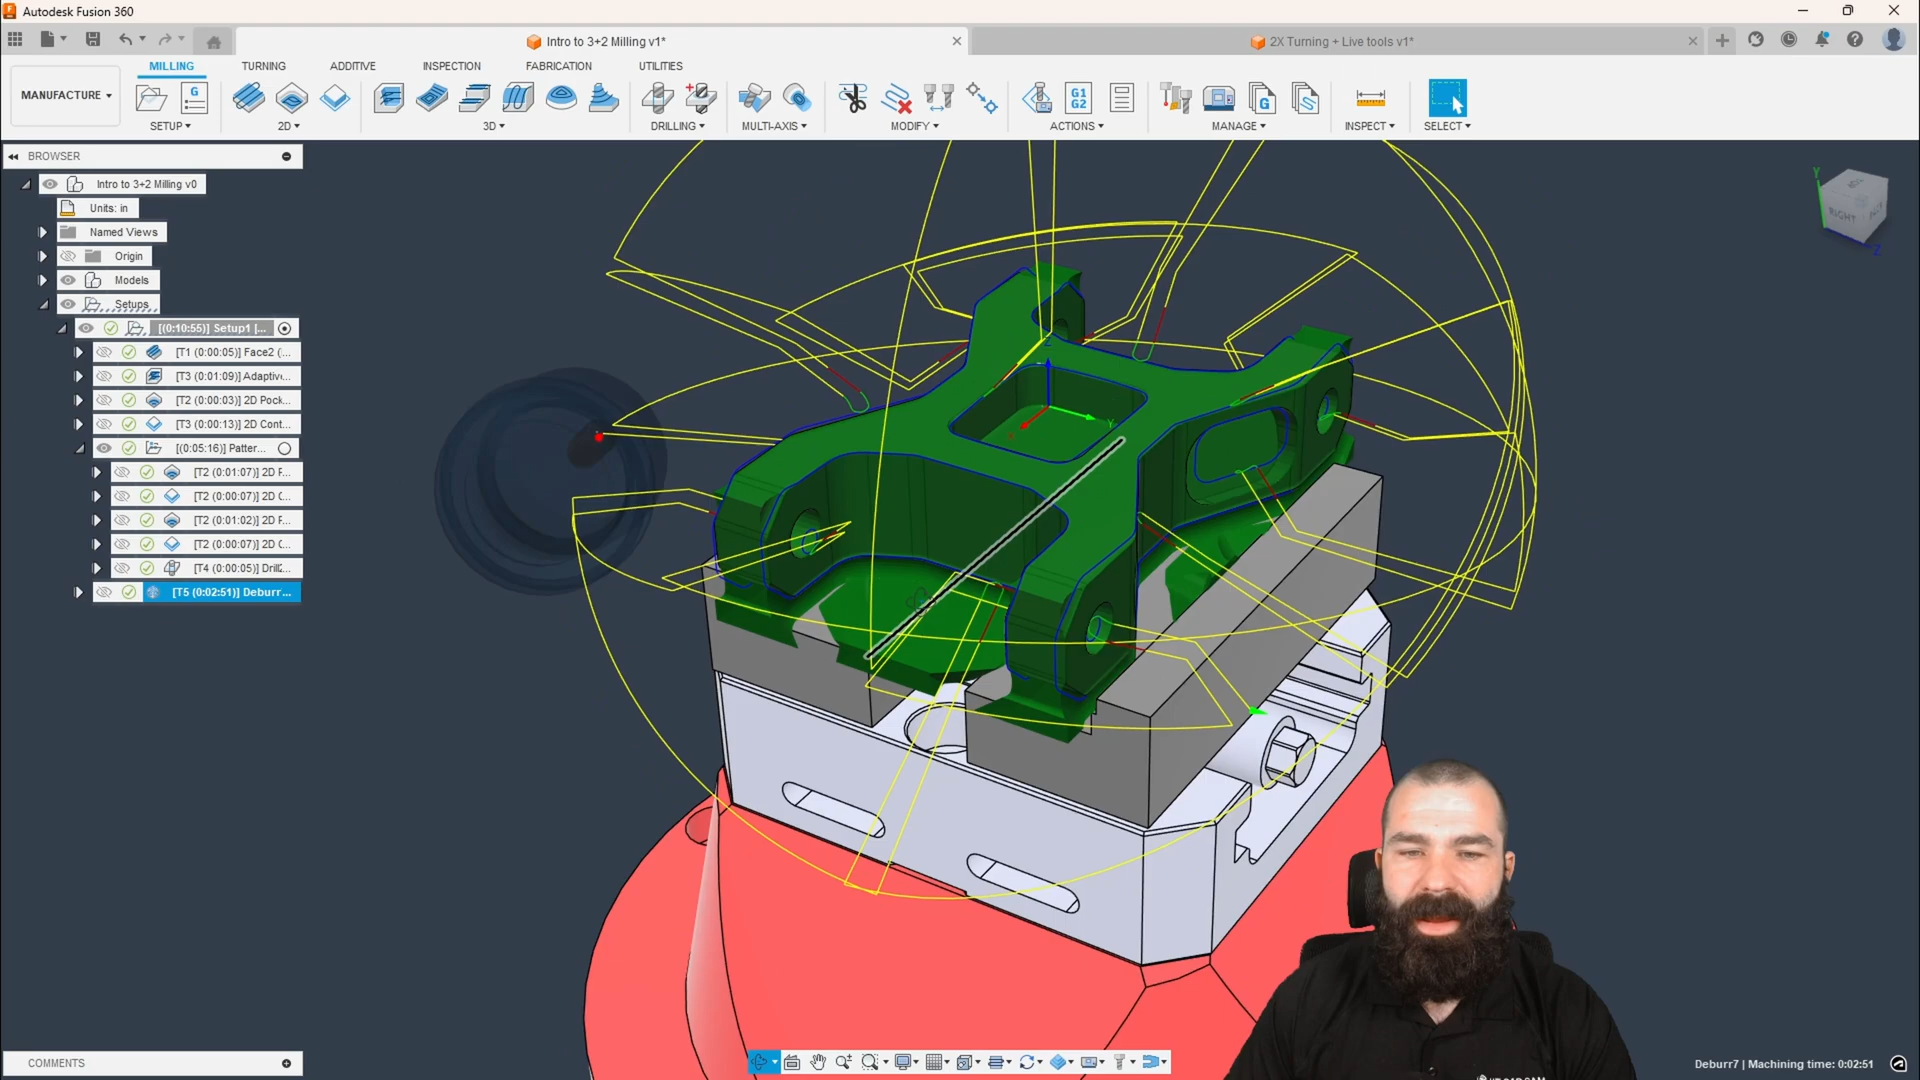 Autodesk Fusion 360
Intro to 3+2 Milling v1*
2X Turning + Live tools v1*
MILLING TURNING ADDITIVE INSPECTION FABRICATION UTILITIES
MANUFACTURE
SETUP 2D 3D DRILLING MULTI-AXIS MODIFY ACTIONS MANAGE INSPECT SELECT
G
G1
G2
G
S
BROWSER
Intro to 3+2 Milling v0
Units: in
Named Views
Origin
Models
Setups
[(0:10:55)] Setup1 [...
[T1 (0:00:05)] Face2 (...
[T3 (0:01:09)] Adaptiv...
[T2 (0:00:03)] 2D Pock...
[T3 (0:00:13)] 2D Cont...
[(0:05:16)] Patter...
[T2 (0:01:07)] 2D F...
[T2 (0:00:07)] 2D C...
[T2 (0:01:02)] 2D F...
[T2 (0:00:07)] 2D C...
[T4 (0:00:05)] Drill...
[T5 (0:02:51)] Deburr...
Y
RIGHT
Z
Y
COMMENTS
Deburr7 | Machining time: 0:02:51